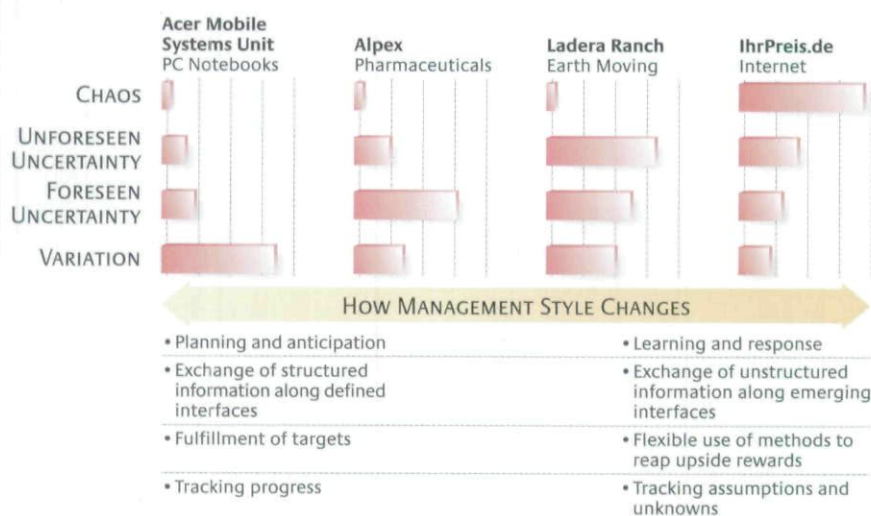 Acer Mobile
Systems Unit
PC Notebooks
Alpex
Pharmaceuticals
Ladera Ranch
Earth Moving
IhrPreis.de
Internet
CHAOS
UNFORESEEN
UNCERTAINTY
FORESEEN
UNCERTAINTY
VARIATION
HOW MANAGEMENT STYLE CHANGES
• Planning and anticipation
• Learning and response
• Exchange of structured
information along defined
interfaces
• Exchange of unstructured
information along emerging
interfaces
• Fulfillment of targets
• Flexible use of methods to
reap upside rewards
• Tracking progress
• Tracking assumptions and
unknowns